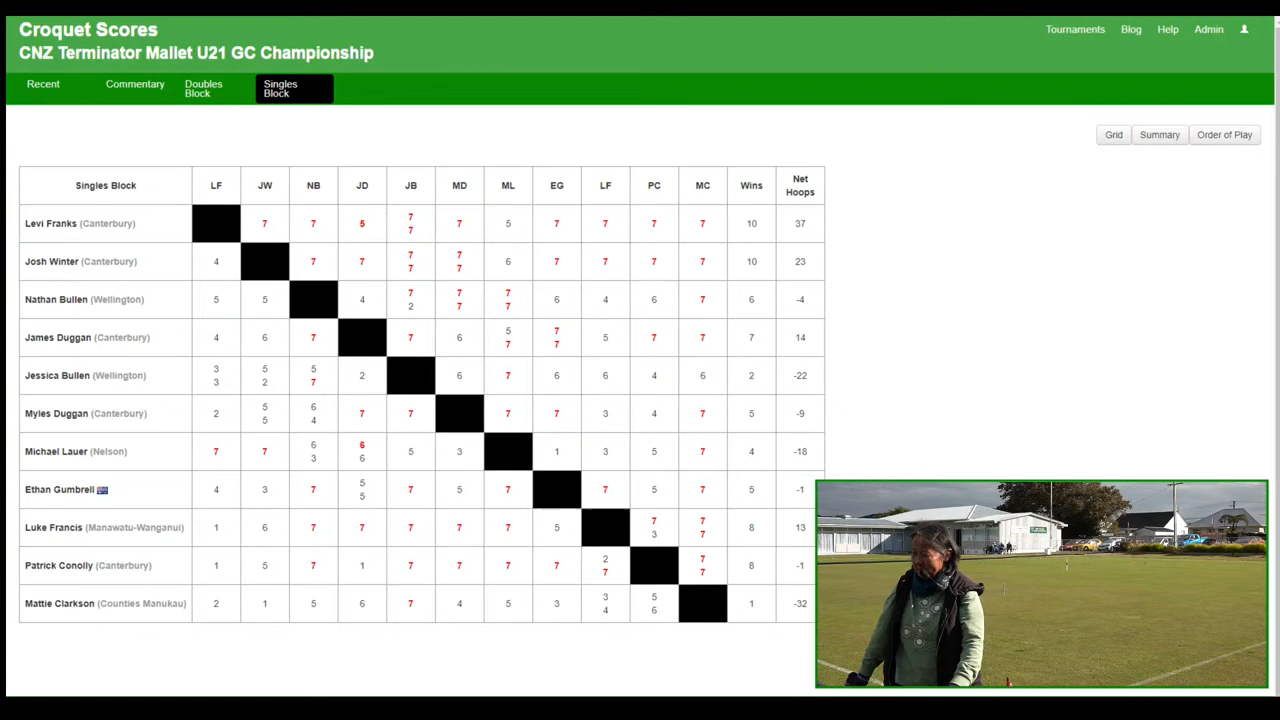 Croquet Scores
CNZ Terminator Mallet U21 GC Championship
Tournaments Blog Help Admin
Recent Commentary Doubles Block Singles Block
Grid Summary Order of Play
Singles Block LF JW NB JD JB MD ML EG LF PC MC Wins Net Hoops
Levi Franks (Canterbury) 7 7 5 7 7 7 5 7 7 7 7 10 37
Josh Winter (Canterbury) 4 7 7 7 7 7 7 6 7 7 7 7 10 23
Nathan Bullen (Wellington) 5 5 4 7 2 7 7 7 7 6 4 6 7 6 -4
James Duggan (Canterbury) 4 6 7 7 6 5 7 7 7 5 7 7 7 14
Jessica Bullen (Wellington) 3 3 5 2 5 7 2 6 7 6 6 4 6 2 -22
Myles Duggan (Canterbury) 2 5 5 6 4 7 7 7 7 3 4 7 5 -9
Michael Lauer (Nelson) 7 7 6 3 6 6 5 3 1 3 5 7 4 -18
Ethan Gumbrell 4 3 7 5 5 7 5 7 7 5 7 5 -1
Luke Francis (Manawatu-Wanganui) 1 6 7 7 7 7 7 5 7 3 7 7 8 13
Patrick Conolly (Canterbury) 1 5 7 1 7 7 7 7 2 7 7 7 8 -1
Mattie Clarkson (Counties Manukau) 2 1 5 6 7 4 5 3 3 4 5 6 1 -32